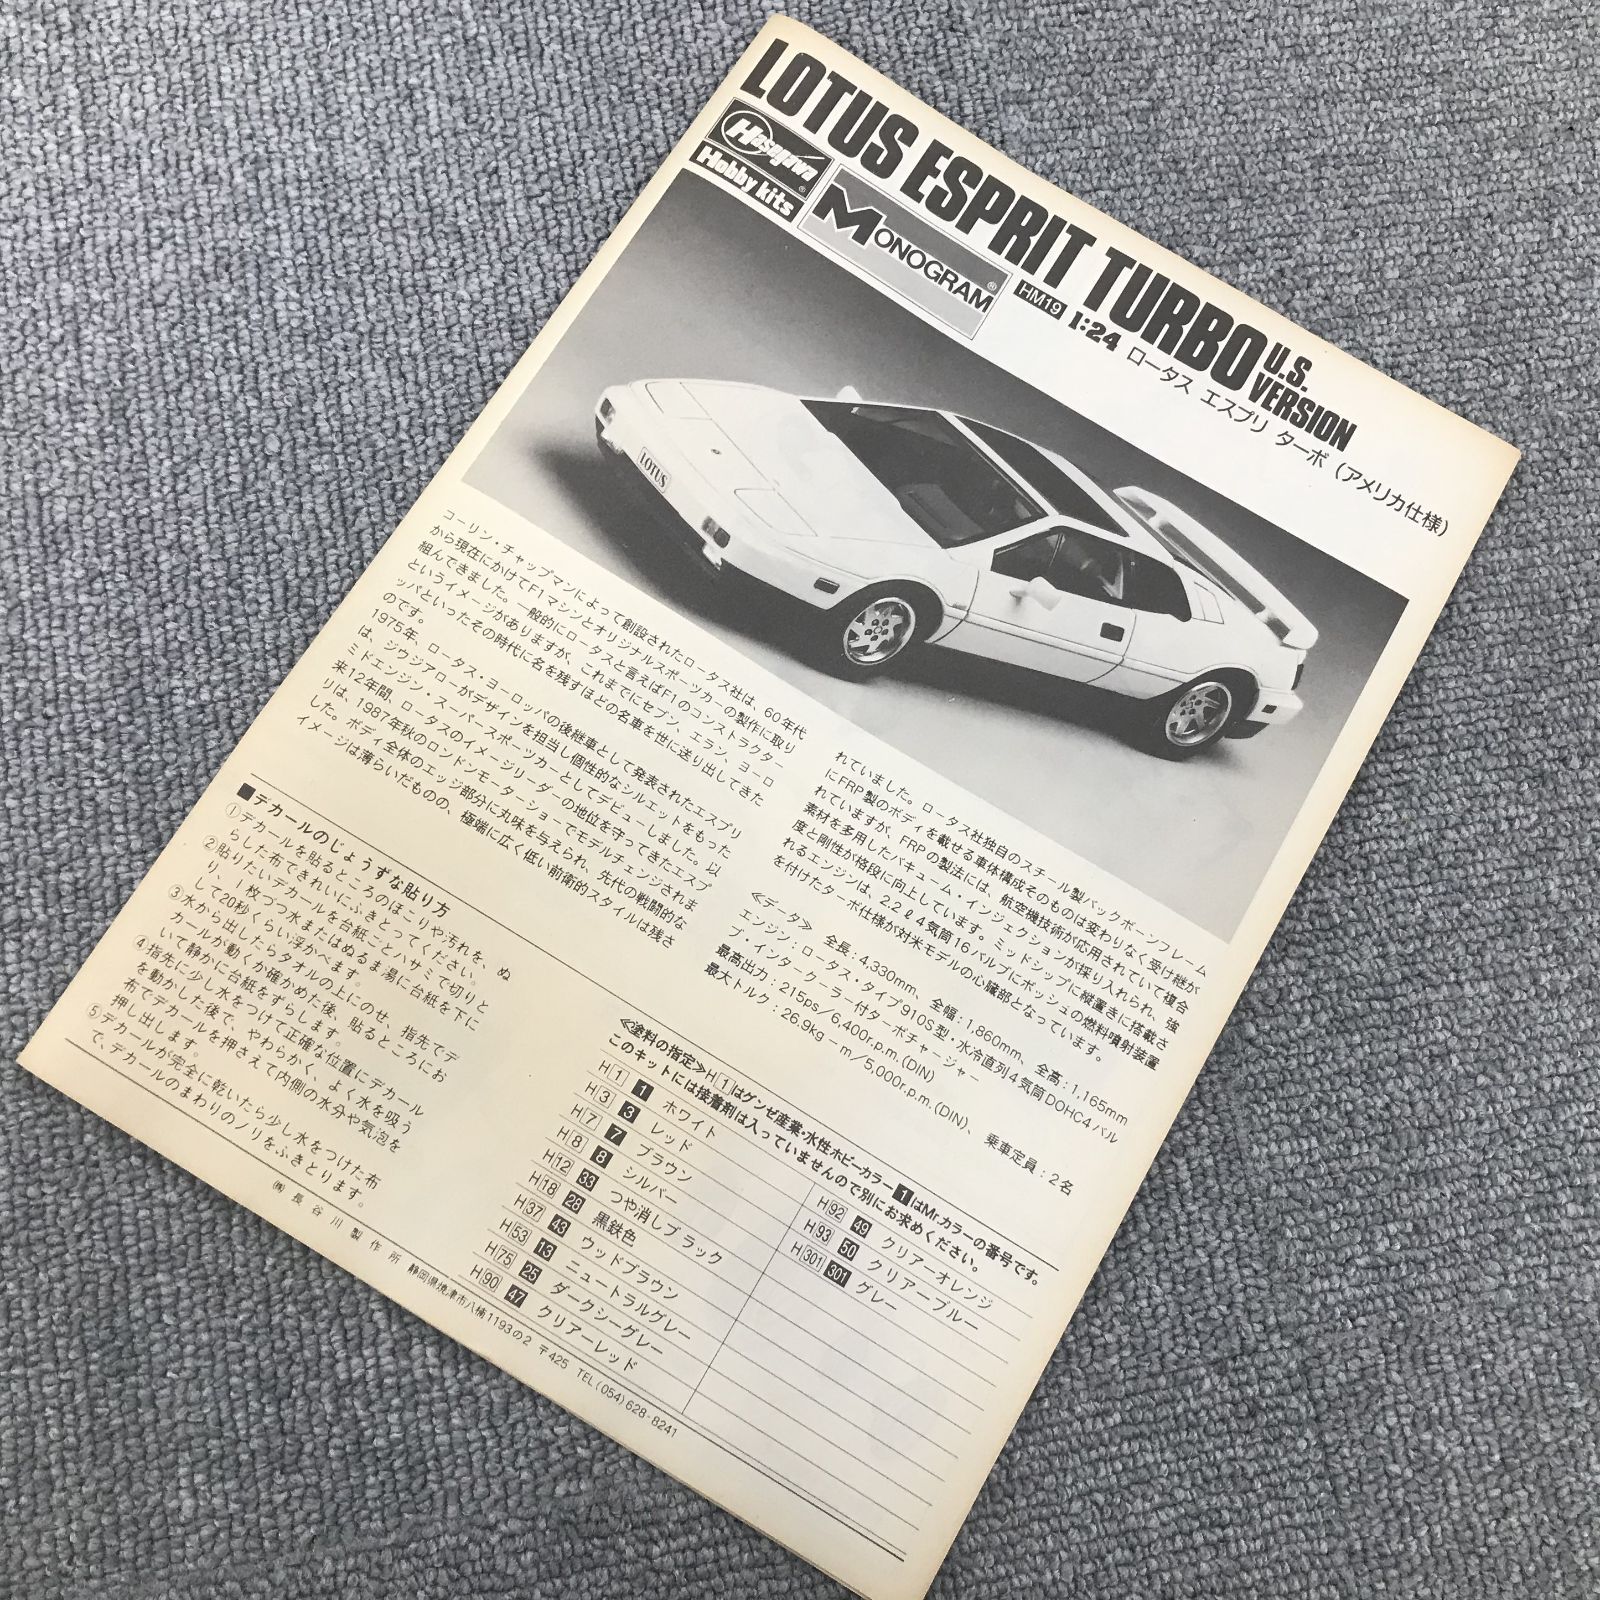 LOTUS ESPRIT TURBO U.S. VERSION
Hasegawa
Hobby kits
MONOGRAM
HM19 1:24 ロータス エスプリ ターボ（アメリカ仕様）
LOTUS
コーリン・チャップマンによって創設されたロータス社は、60年代
から現在にかけてF1マシンとオリジナルスポーツカーの製作に取り
組んできました。一般的にロータスと言えばF1のコンストラクター
というイメージがありますが、これまでにセブン、エラン、ヨーロ
ッパといったその時代に名を残すほどの名車を世に送り出してきた
のです。
1975年、ロータス・ヨーロッパの後継車として発表されたエスプリ
は、ジウジアローがデザインを担当し個性的なシルエットをもった
ミドエンジン・スーパースポーツカーとしてデビューしました。以
来12年間、ロータスのイメージリーダーの地位を守ってきたエスプ
リは、1987年秋のロンドンモーターショーでモデルチェンジされま
した。ボディ全体のエッジ部分に丸味を与えられ、先代の戦闘的な
イメージは薄らいだものの、極端に広く低い前衛的スタイルは残さ
れていました。ロータス社独自のスチール製バックボーンフレーム
にFRP製のボディを載せる車体構成そのものは変わりなく受け継が
れていますが、FRPの製法には、航空機技術が応用されていて複合
素材を多用したバキューム・インジェクションが採り入れられ、強
度と剛性が格段に向上しています。ミッドシップに縦置きに搭載さ
れるエンジンは、2.2ℓ4気筒16バルブにボッシュの燃料噴射装置
を付けたターボ仕様が対米モデルの心臓部となっています。
≪データ≫ 全長：4,330mm、全幅：1,860mm、全高：1,165mm
エンジン：ロータス・タイプ910S型・水冷直列4気筒DOHC4バル
ブ・インタークーラー付ターボチャージャー
最高出力：215ps／6,400r.p.m.(DIN)
最大トルク：26.9kg－m／5,000r.p.m.(DIN)、乗車定員：2名
■デカールのじょうずな貼り方
①デカールを貼るところのほこりや汚れを、ぬ
らした布できれいにふきとってください。
②貼りたいデカールを台紙ごとハサミで切りと
り、1枚づつ水またはぬるま湯に台紙を下に
して20秒くらい浮かべます。
③水から出したらタオルの上にのせ、指先でデ
カールが動くか確かめた後、貼るところにお
いて静かに台紙をずらします。
④指先に少し水をつけて正確な位置にデカール
を動かした後で、やわらかく、よく水を吸う
布でデカールを押さえて内側の水分や気泡を
押し出します。
⑤デカールが完全に乾いたら少し水をつけた布
で、デカールのまわりのノリをふきとります。
≪塗料の指定≫H1はグンゼ産業・水性ホビーカラー 1はMr.カラーの番号です。
このキットには接着剤は入っていませんので別にお求めください。
H1 1 ホワイト
H3 3 レッド
H7 7 ブラウン
H8 8 シルバー
H12 33 つや消しブラック
H18 28 黒鉄色
H37 43 ウッドブラウン
H53 13 ニュートラルグレー
H75 25 ダークシーグレー
H90 47 クリアーレッド
H92 49 クリアーオレンジ
H93 50 クリアーブルー
H301 301 グレー
㈱長谷川製作所 静岡県焼津市八楠1193の2 〒425 TEL(054)628-8241